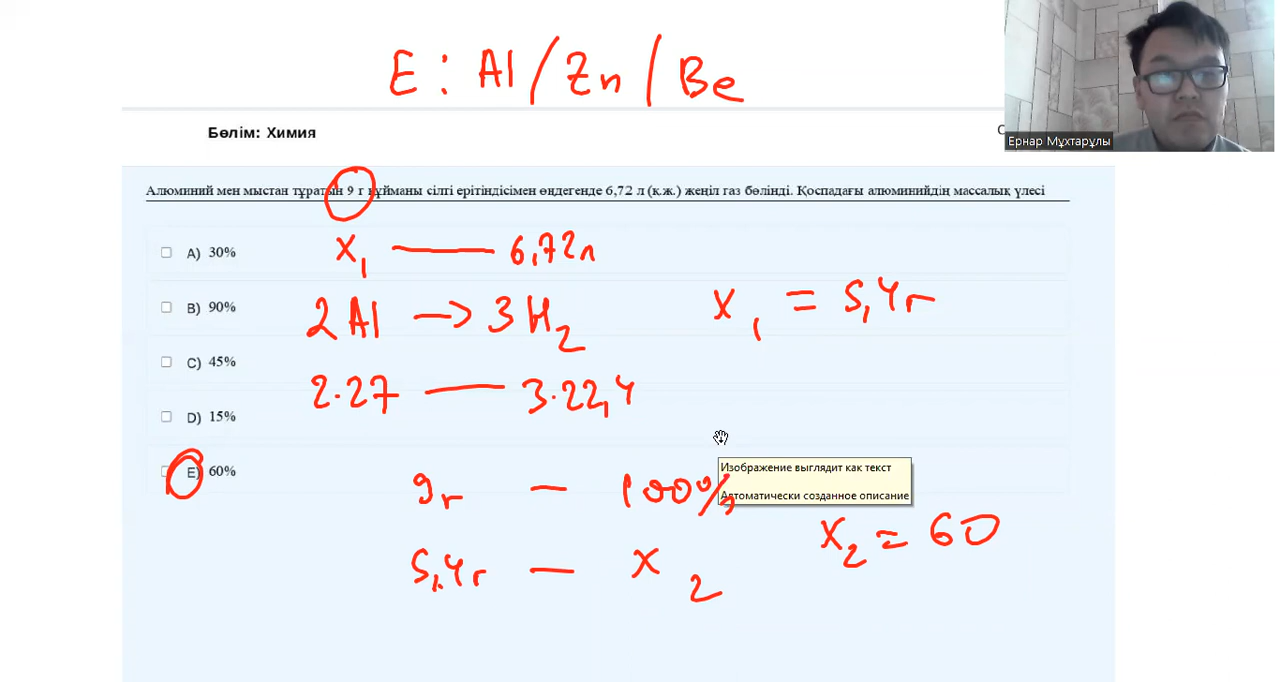 E: Al/Zn/Be
Ернар Мұхтарұлы
Бөлім: Химия
С
Алюминий мен мыстан тұратын 9 г құйманы сілті ерітіндісімен өңдегенде 6,72 л (қ.ж.) жеңіл газ бөлінді. Қоспадағы алюминийдің массалық үлесі
A) 30%
x₁ — 6,72л
B) 90%
2Al → 3H₂
x₁ = 5,4г
C) 45%
2·27 — 3·22,4
D) 15%
E) 60%
Изображение выглядит как текст
Автоматически созданное описание
9г — 100%
x₂ = 60
5,4г — x₂